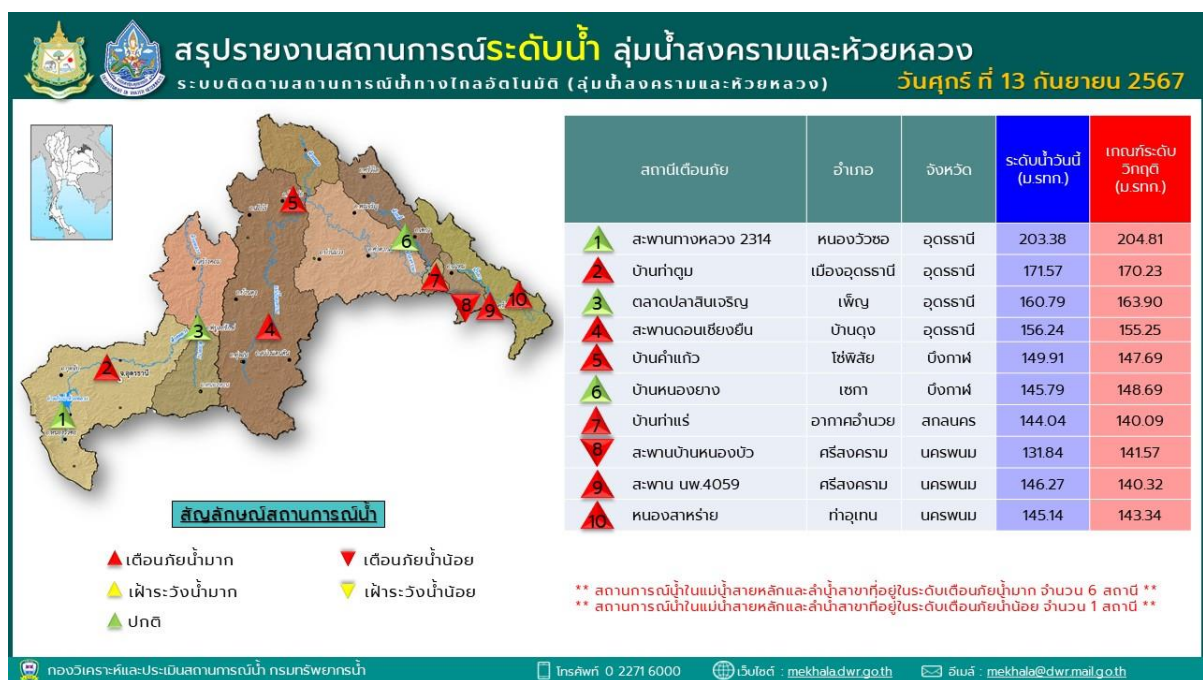 สรุปรายงานสถานการณ์ระดับน้ำ ลุ่มน้ำสงครามและห้วยหลวง
ระบบติดตามสถานการณ์น้ำทางไกลอัตโนมัติ (ลุ่มน้ำสงครามและห้วยหลวง) วันศุกร์ ที่ 13 กันยายน 2567
สถานีเตือนภัย อำเภอ จังหวัด ระดับน้ำวันนี้ (ม.รทก.) เกณฑ์ระดับวิกฤติ (ม.รทก.)
1 สะพานทางหลวง 2314 หนองวัวซอ อุดรธานี 203.38 204.81
2 บ้านท่าตูม เมืองอุดรธานี อุดรธานี 171.57 170.23
3 ตลาดปลาสินเจริญ เพ็ญ อุดรธานี 160.79 163.90
4 สะพานดอนเชียงยืน บ้านดุง อุดรธานี 156.24 155.25
5 บ้านคำแก้ว โซ่พิสัย บึงกาฬ 149.91 147.69
6 บ้านหนองยาง เซกา บึงกาฬ 145.79 148.69
7 บ้านท่าแร่ อากาศอำนวย สกลนคร 144.04 140.09
8 สะพานบ้านหนองบัว ศรีสงคราม นครพนม 131.84 141.57
9 สะพาน นพ.4059 ศรีสงคราม นครพนม 146.27 140.32
10 หนองสาหร่าย ท่าอุเทน นครพนม 145.14 143.34
5
6
7
8
9
10
3
4
2
1
จ.อุดรธานี
สัญลักษณ์สถานการณ์น้ำ
เตือนภัยน้ำมาก เตือนภัยน้ำน้อย
เฝ้าระวังน้ำมาก เฝ้าระวังน้ำน้อย
ปกติ
** สถานการณ์น้ำในแม่น้ำสายหลักและลำน้ำสาขาที่อยู่ในระดับเตือนภัยน้ำมาก จำนวน 6 สถานี **
** สถานการณ์น้ำในแม่น้ำสายหลักและลำน้ำสาขาที่อยู่ในระดับเตือนภัยน้ำน้อย จำนวน 1 สถานี **
กองวิเคราะห์และประเมินสถานการณ์น้ำ กรมทรัพยากรน้ำ โทรศัพท์ 0 2271 6000 เว็บไซต์ : mekhala.dwr.go.th อีเมล์ : mekhala@dwr.mail.go.th